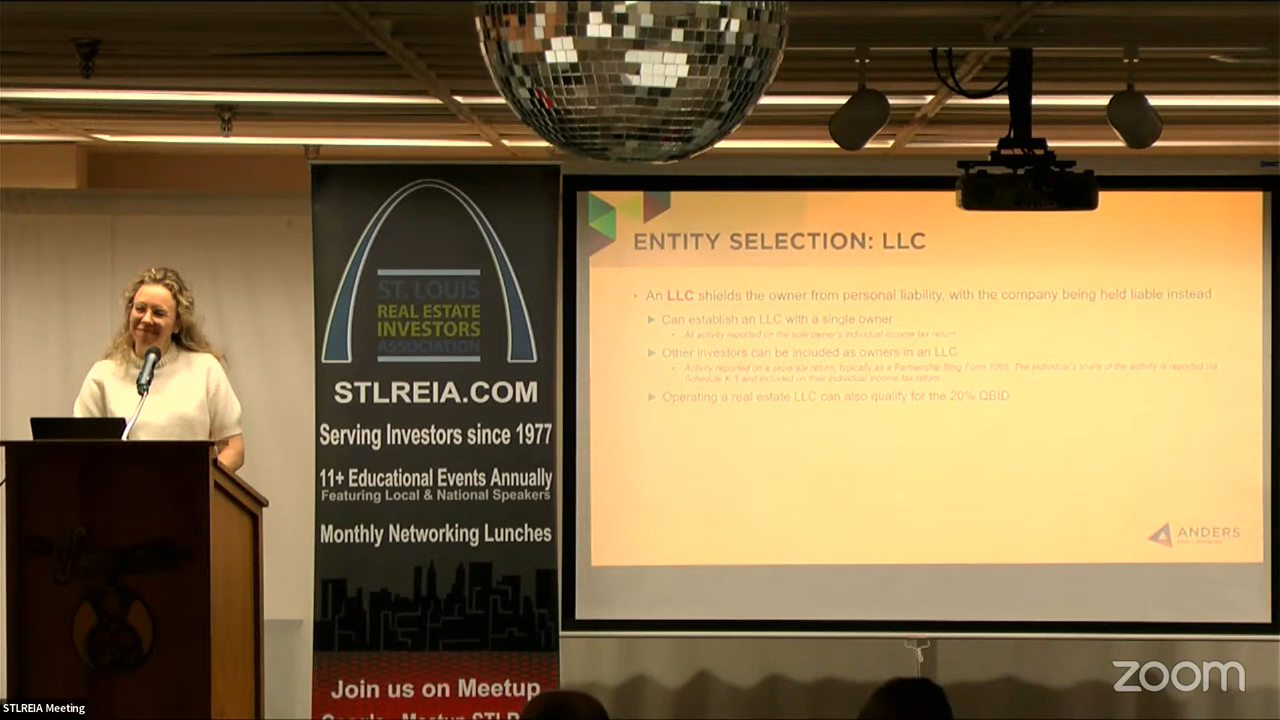 ST. LOUIS
REAL ESTATE
INVESTORS
ASSOCIATION
STLREIA.COM
Serving Investors since 1977
11+ Educational Events Annually
Featuring Local & National Speakers
Monthly Networking Lunches
Join us on Meetup
ENTITY SELECTION: LLC
• An LLC shields the owner from personal liability, with the company being held liable instead
► Can establish an LLC with a single owner
• All activity reported on the sole owner's individual income tax return
► Other investors can be included as owners in an LLC
• Activity reported on a separate return, typically as a Partnership filing Form 1065. The individual's share of the activity is reported via
Schedule K-1 and included on their individual income tax return
► Operating a real estate LLC can also qualify for the 20% QBID
ANDERS
zoom
STLREIA Meeting